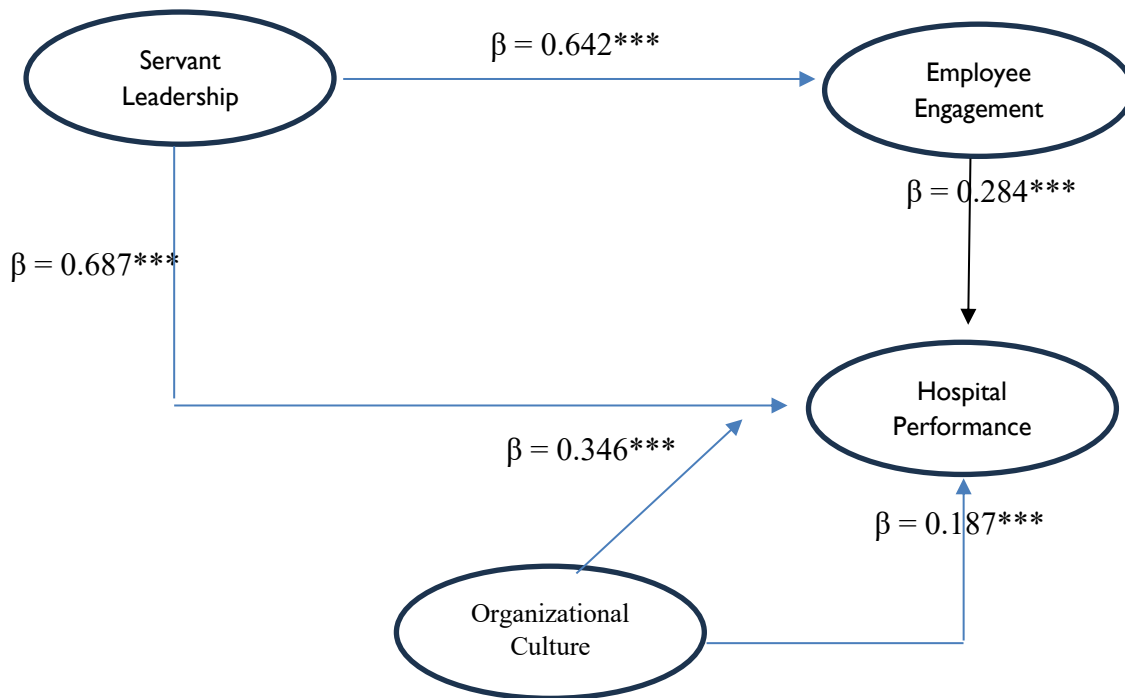 Servant
Leadership
β = 0.642***
Employee
Engagement
β = 0.284***
β = 0.687***
Hospital
Performance
β = 0.346***
β = 0.187***
Organizational
Culture